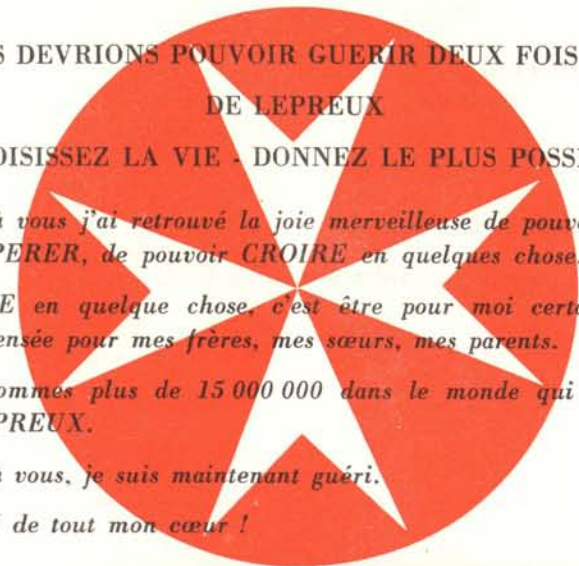 S DEVRIONS POUVOIR GUERIR DEUX FOIS
DE LEPREUX
OISISSEZ LA VIE - DONNEZ LE PLUS POSSI
à vous j'ai retrouvé la joie merveilleuse de pouvo
PERER, de pouvoir CROIRE en quelques chose.
E en quelque chose, c'est être pour moi certa
ensée pour mes frères, mes sœurs, mes parents.
ommes plus de 15 000 000 dans le monde qui
PREUX.
à vous, je suis maintenant guéri.
de tout mon cœur !